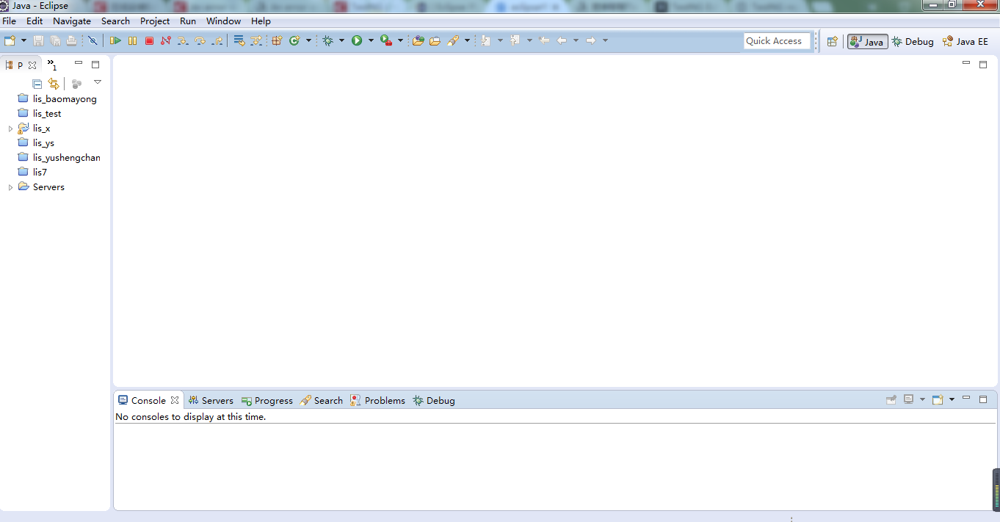 Java - Eclipse
File Edit Navigate Search Project Run Window Help
Quick Access Java Debug Java EE
P 1
lis_baomayong
lis_test
lis_x
lis_ys
lis_yushengchan
lis7
Servers
Console Servers Progress Search Problems Debug
No consoles to display at this time.